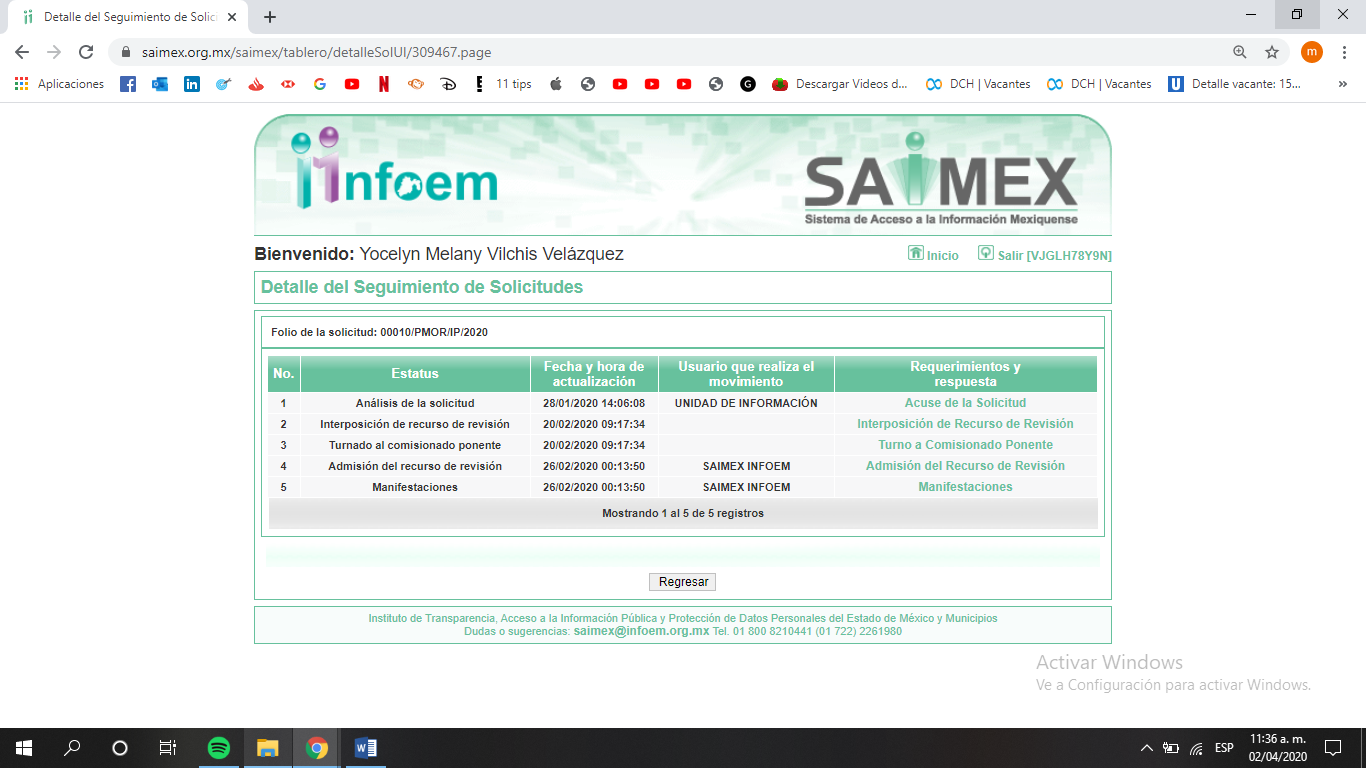 Detalle del Seguimiento de Solici
saimex.org.mx/saimex/tablero/detalleSolUI/309467.page
m
Aplicaciones
11 tips
Descargar Videos d...
DCH | Vacantes
DCH | Vacantes
Detalle vacante: 15...
infoem
SAIMEX
Sistema de Acceso a la Información Mexiquense
Bienvenido: Yocelyn Melany Vilchis Velázquez
Inicio
Salir [VJGLH78Y9N]
Detalle del Seguimiento de Solicitudes
Folio de la solicitud: 00010/PMOR/IP/2020
No. Estatus Fecha y hora de actualización Usuario que realiza el movimiento Requerimientos y respuesta
1 Análisis de la solicitud 28/01/2020 14:06:08 UNIDAD DE INFORMACIÓN Acuse de la Solicitud
2 Interposición de recurso de revisión 20/02/2020 09:17:34 Interposición de Recurso de Revisión
3 Turnado al comisionado ponente 20/02/2020 09:17:34 Turno a Comisionado Ponente
4 Admisión del recurso de revisión 26/02/2020 00:13:50 SAIMEX INFOEM Admisión del Recurso de Revisión
5 Manifestaciones 26/02/2020 00:13:50 SAIMEX INFOEM Manifestaciones
Mostrando 1 al 5 de 5 registros
Regresar
Instituto de Transparencia, Acceso a la Información Pública y Protección de Datos Personales del Estado de México y Municipios
Dudas o sugerencias: saimex@infoem.org.mx Tel. 01 800 8210441 (01 722) 2261980
Activar Windows
Ve a Configuración para activar Windows.
ESP
11:36 a. m.
02/04/2020